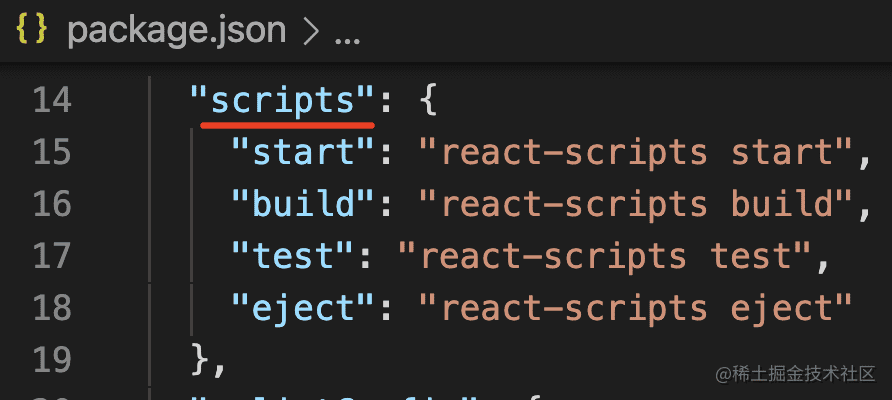 {} package.json > ...
14 "scripts": {
15 "start": "react-scripts start",
16 "build": "react-scripts build",
17 "test": "react-scripts test",
18 "eject": "react-scripts eject"
19 },
@稀土掘金技术社区